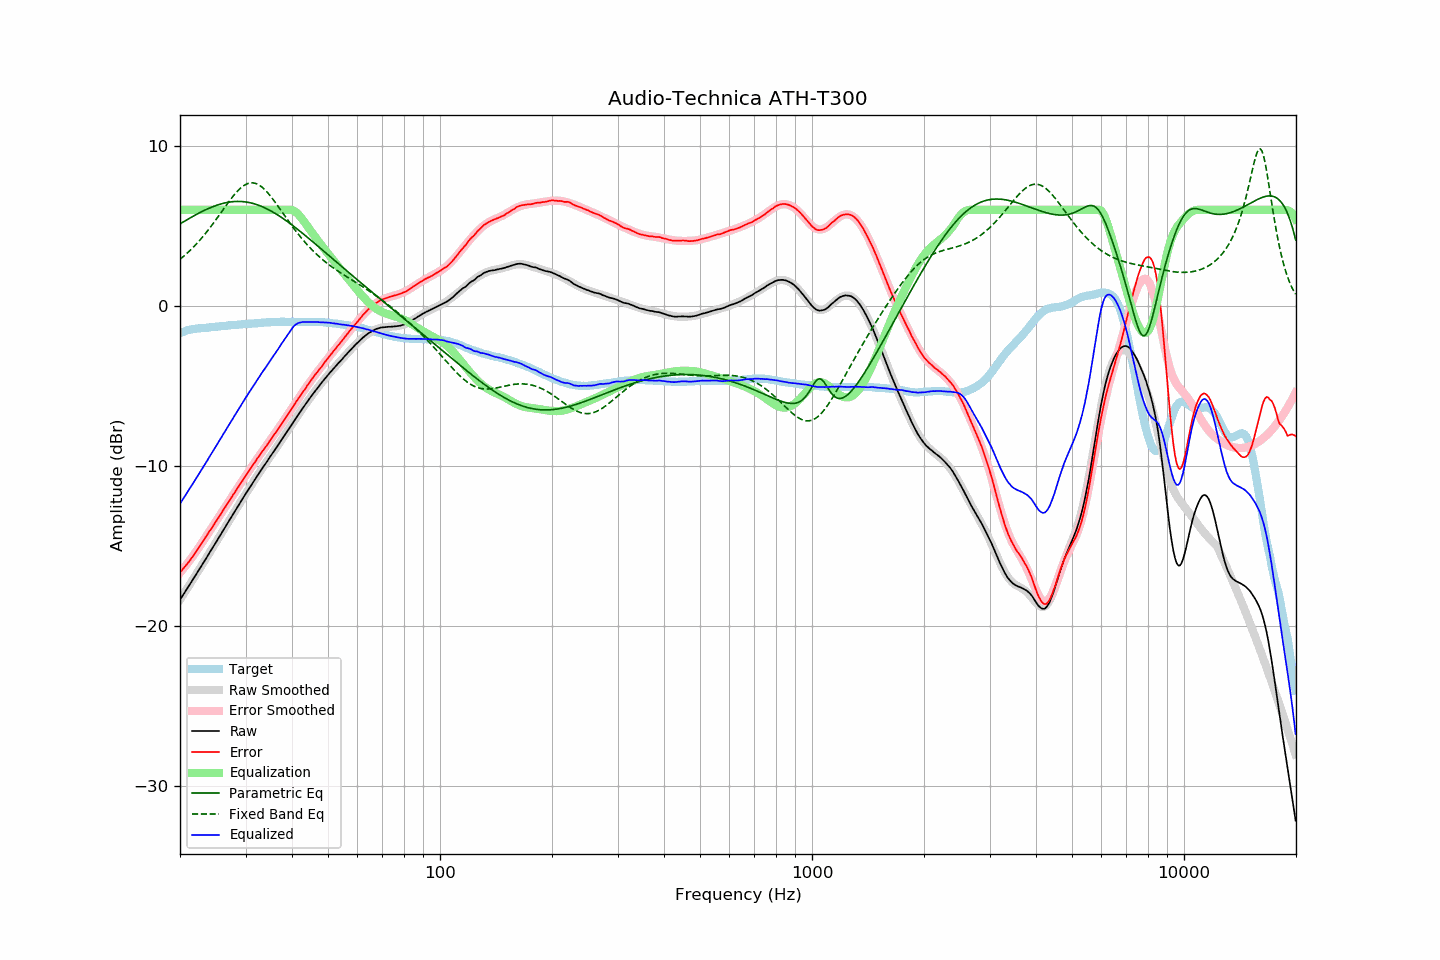 Audio-Technica ATH-T300
10
0
−10
−20
−30
Amplitude (dBr)
Target
Raw Smoothed
Error Smoothed
Raw
Error
Equalization
Parametric Eq
Fixed Band Eq
Equalized
100
1000
10000
Frequency (Hz)